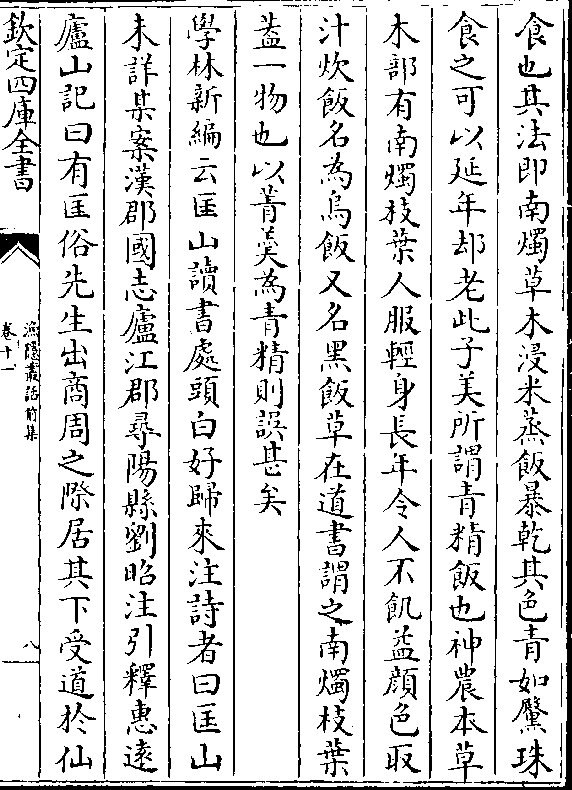 食也其法即南燭草木浸米蒸飯暴乾其色青如黳珠
食之可以延年却老此子美所謂青精飯也神農本草
木部有南燭枝葉人服輕身長年令人不飢益顔色取
汁炊飯名為烏飯又名黑飯草在道書謂之南燭枝葉
蓋一物也以菁羮為青精則誤甚矣
學林新編云匡山讀書處頭白好歸來注詩者曰匡山
未詳某案漢郡國志廬江郡尋陽縣劉昭注引釋惠逺
廬山記曰有匡俗先生出商周之際居其下受道於仙
欽定四庫全書
漁隠叢話前集
卷十一
八